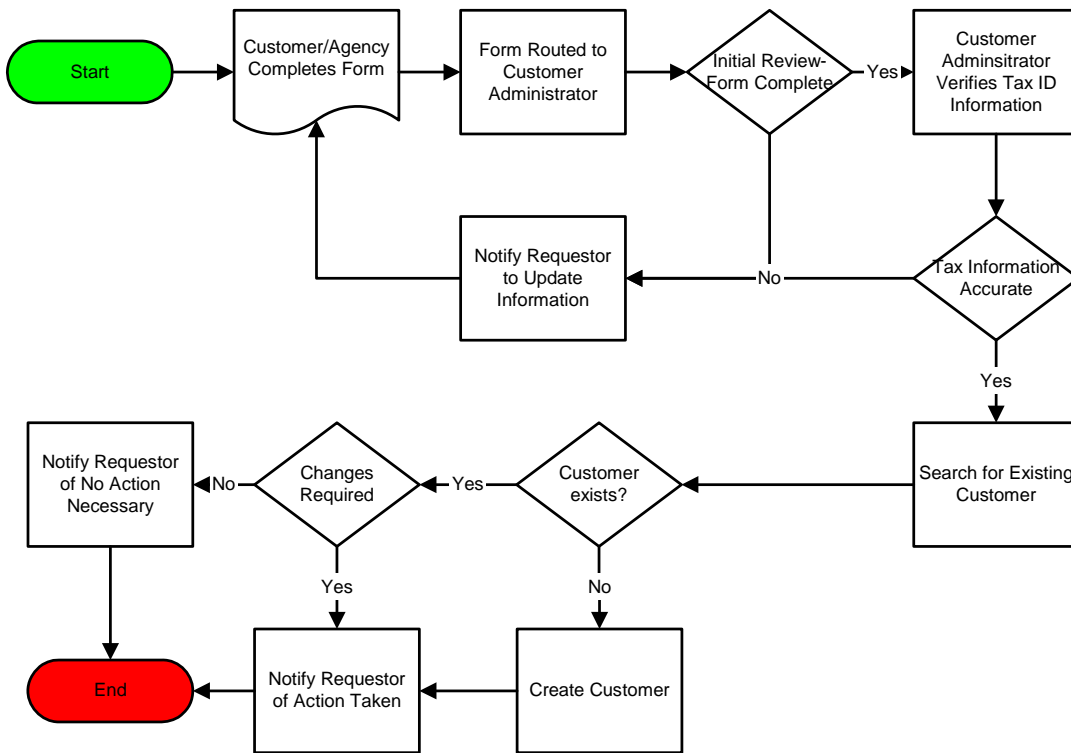 Start
Customer/Agency
Completes Form
Form Routed to
Customer
Administrator
Initial Review-
Form Complete
Yes
Customer
Adminsitrator
Verifies Tax ID
Information
Notify Requestor
to Update
Information
No
Tax Information
Accurate
Yes
Notify Requestor
of No Action
Necessary
No
Changes
Required
Yes
Customer
exists?
Search for Existing
Customer
Yes
No
End
Notify Requestor
of Action Taken
Create Customer